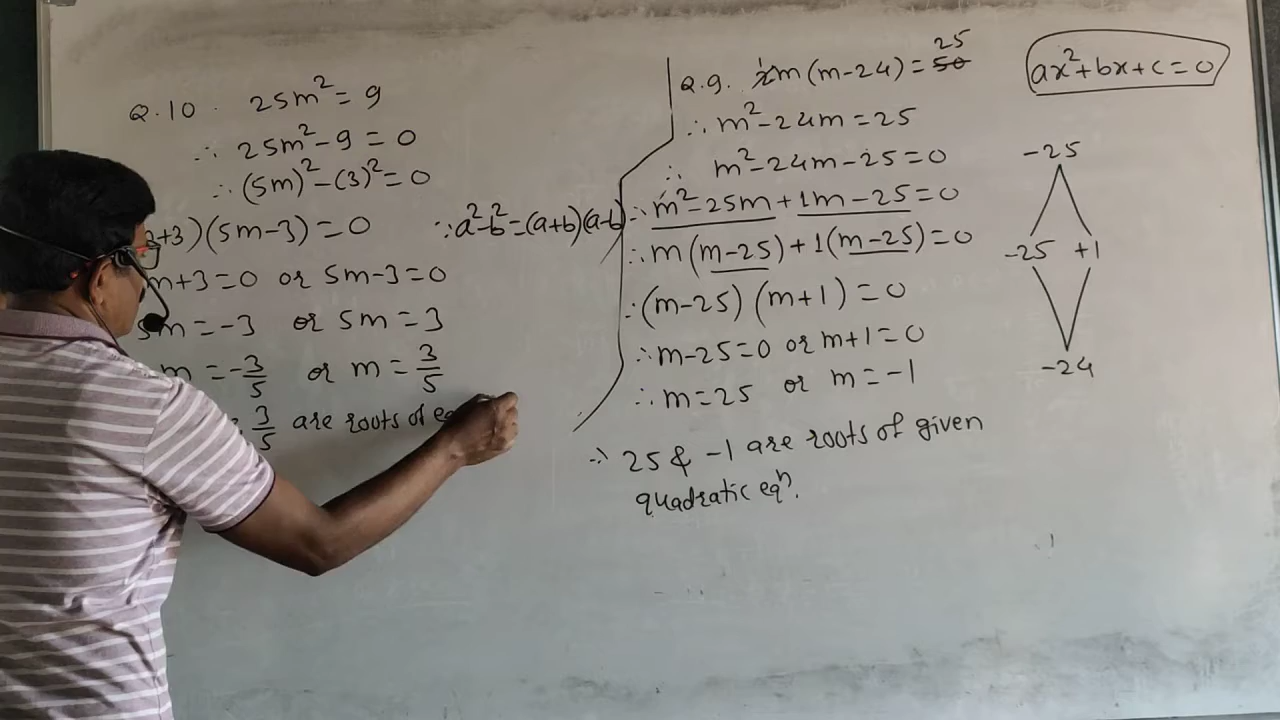 Q.10. 25m² = 9
∴ 25m² - 9 = 0
∴ (5m)² - (3)² = 0
+3)(5m-3) = 0 ∵ a²-b² = (a+b)(a-b)
m+3=0 or 5m-3=0
5m = -3 or 5m = 3
m = -3/5 or m = 3/5
3/5 are roots of eq
Q.9. 2m(m-24) = 50 25
1
∴ m²-24m = 25
∴ m²-24m-25=0
∴ m²-25m+1m-25=0
∴ m(m-25)+1(m-25)=0
∴ (m-25)(m+1)=0
∴ m-25=0 or m+1=0
∴ m=25 or m=-1
∴ 25 & -1 are roots of given
quadratic eqⁿ.
ax²+bx+c=0
-25
-25 +1
-24